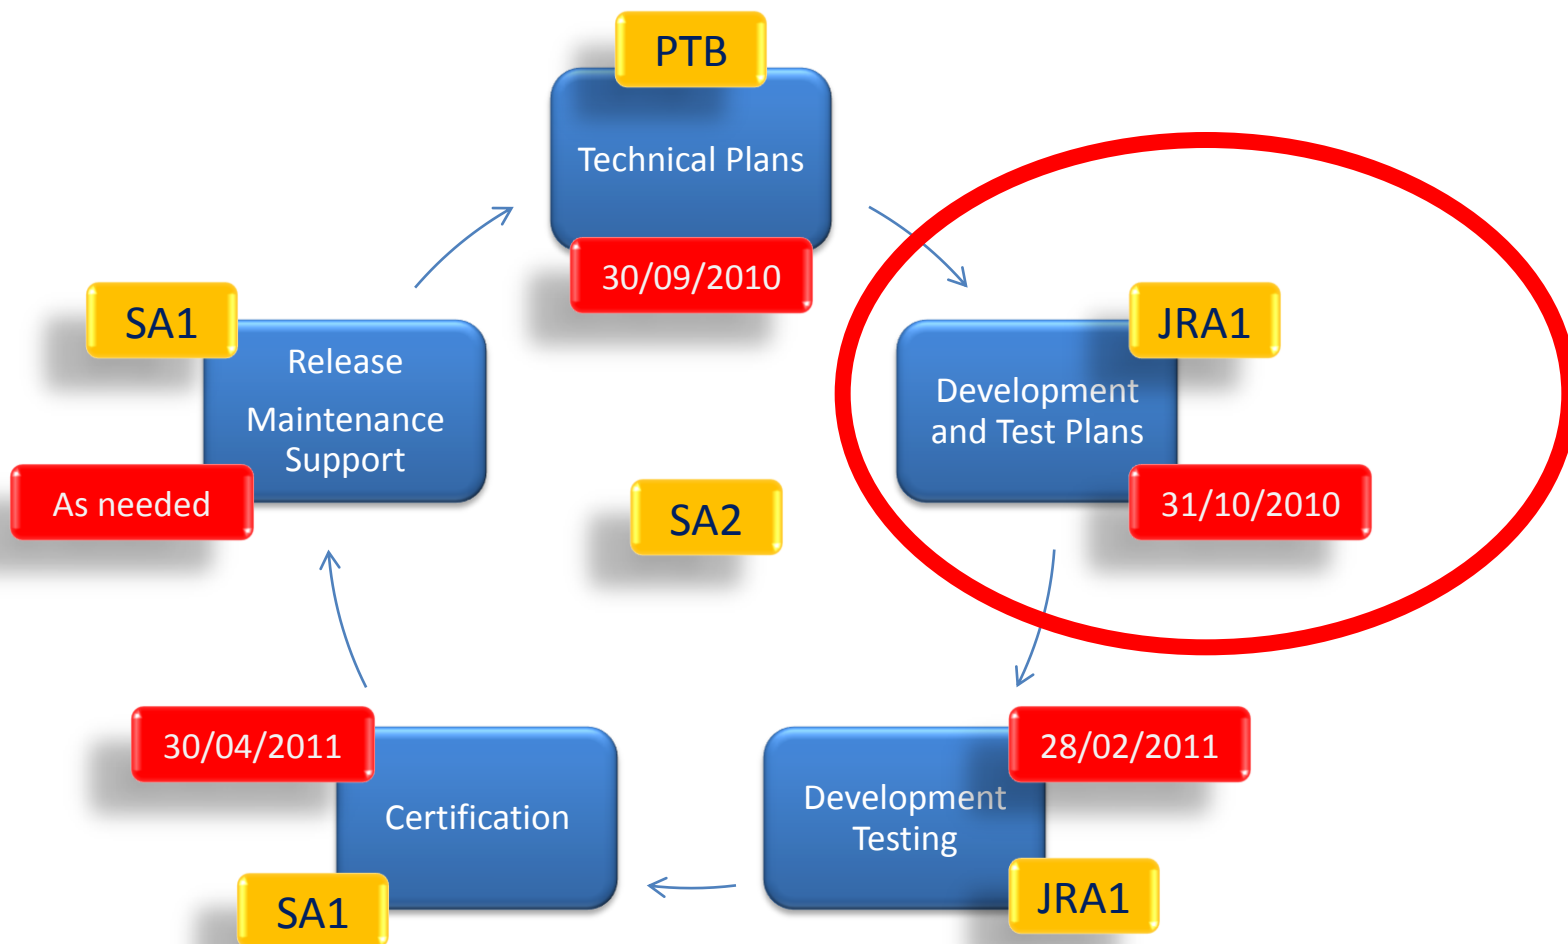 PTB
Technical Plans
30/09/2010
JRA1
Development
and Test Plans
31/10/2010
28/02/2011
Development
Testing
JRA1
30/04/2011
Certification
SA1
SA1
Release
Maintenance
Support
As needed
SA2